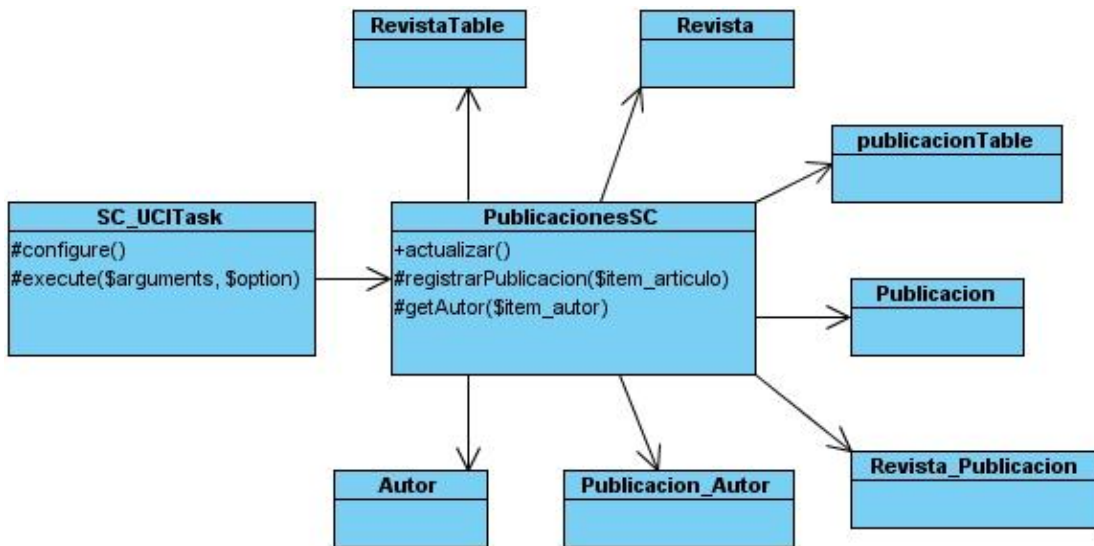 RevistaTable
Revista
publicacionTable
SC_UCITask
#configure()
#execute($arguments, $option)
PublicacionesSC
+actualizar()
#registrarPublicacion($item_articulo)
#getAutor($item_autor)
Publicacion
Revista_Publicacion
Autor
Publicacion_Autor